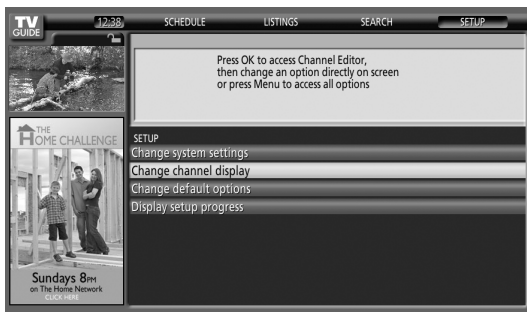 TV
GUIDE
12:38
SCHEDULE
LISTINGS
SEARCH
SETUP
Press OK to access Channel Editor,
then change an option directly on screen
or press Menu to access all options
THE
HOME CHALLENGE
Sundays 8PM
on The Home Network
CLICK HERE
SETUP
Change system settings
Change channel display
Change default options
Display setup progress